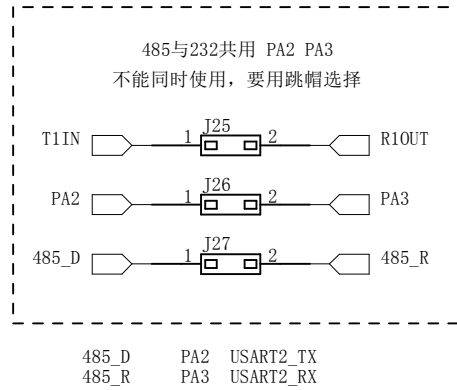 485与232共用 PA2 PA3
不能同时使用，要用跳帽选择
J25
T1IN 1 2 R1OUT
J26
PA2 1 2 PA3
J27
485_D 1 2 485_R
485_D PA2 USART2_TX
485_R PA3 USART2_RX